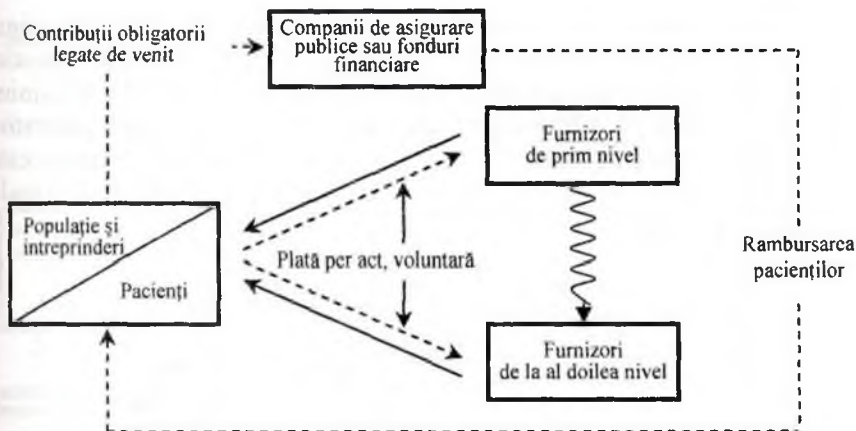 Contribuții obligatorii
legate de venit
Companii de asigurare
publice sau fonduri
financiare
Furnizori
de prim nivel
Populație și
intreprinderi
Pacienți
Plată per act, voluntară
Rambursarea
pacienților
Furnizori
de la al doilea nivel